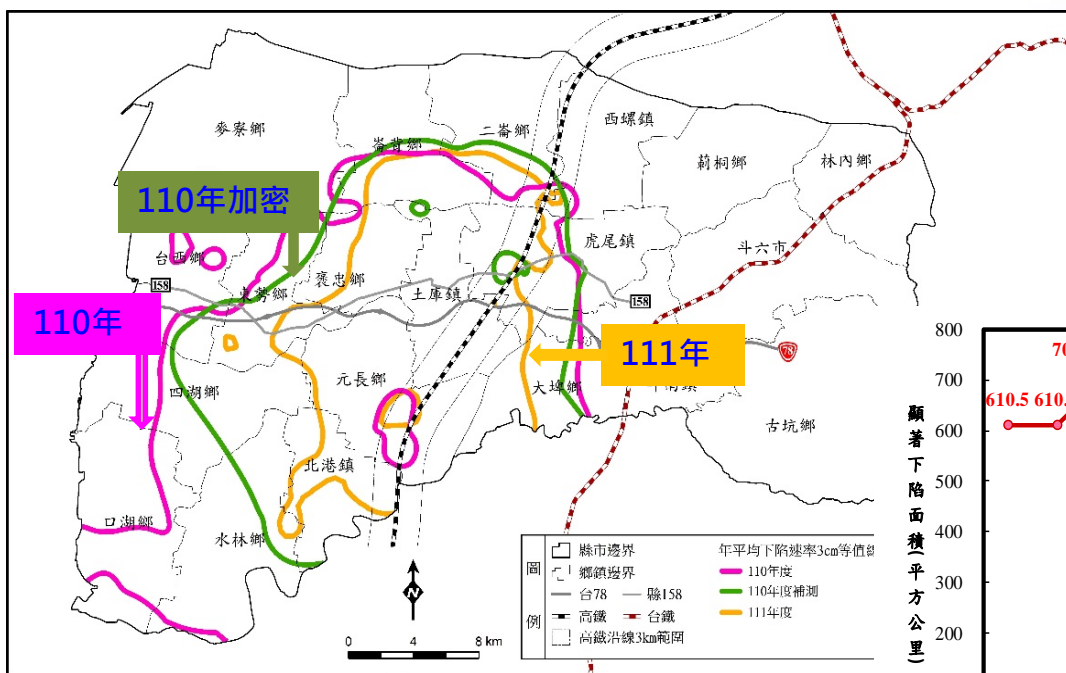 麥寮鄉
崙背鄉
二崙鄉
西螺鎮
莿桐鄉
林內鄉
110年加密
台西鄉
東勢鄉
褒忠鄉
土庫鎮
虎尾鎮
斗六市
158
158
110年
111年
78
四湖鄉
元長鄉
大埤鄉
古坑鄉
北港鎮
口湖鄉
水林鄉
N
0 4 8 km
圖例
縣市邊界
鄉鎮邊界
台78 縣158
高鐵 台鐵
高鐵沿線3km範圍
年平均下陷速率3cm等值線
110年度
110年度補測
111年度
顯著下陷面積(平方公里)
800
700
600
500
400
300
200
70
610.5 610.